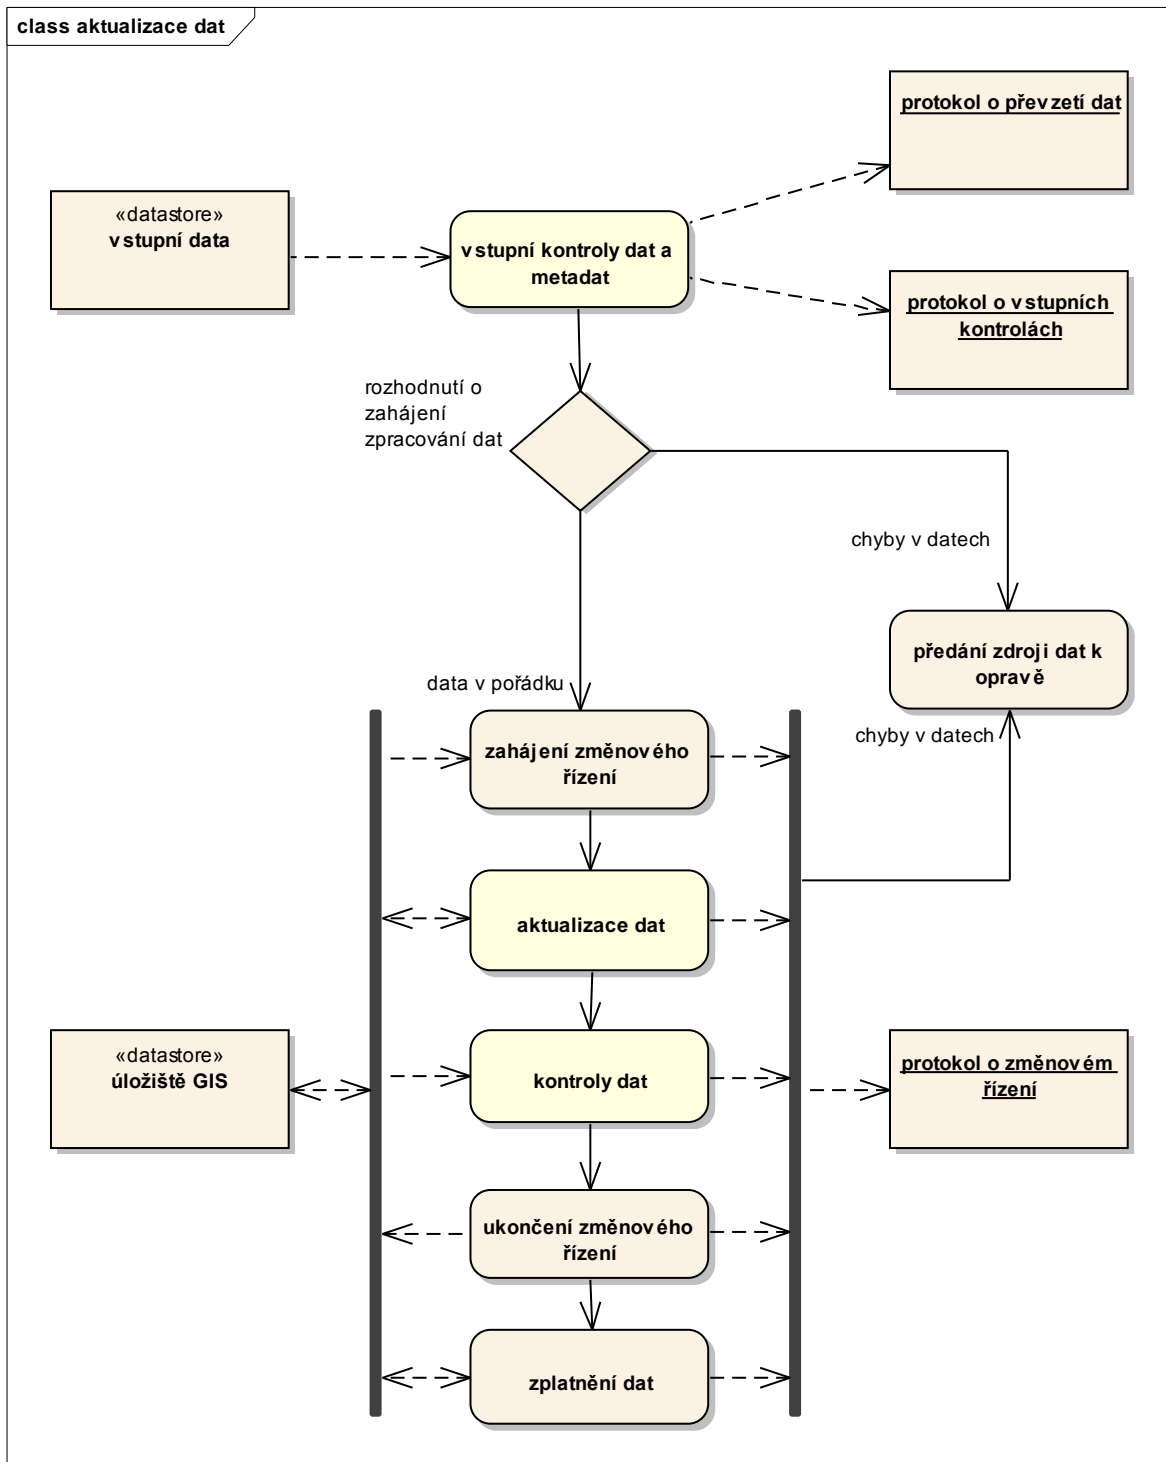 class aktualizace dat
protokol o převzetí dat
«datastore»
vstupní data
vstupní kontroly dat a
metadat
protokol o vstupních
kontrolách
rozhodnutí o
zahájení
zpracování dat
chyby v datech
předání zdroji dat k
opravě
data v pořádku
chyby v datech
zahájení změnového
řízení
aktualizace dat
«datastore»
úložiště GIS
kontroly dat
protokol o změnovém
řízení
ukončení změnového
řízení
zplatnění dat